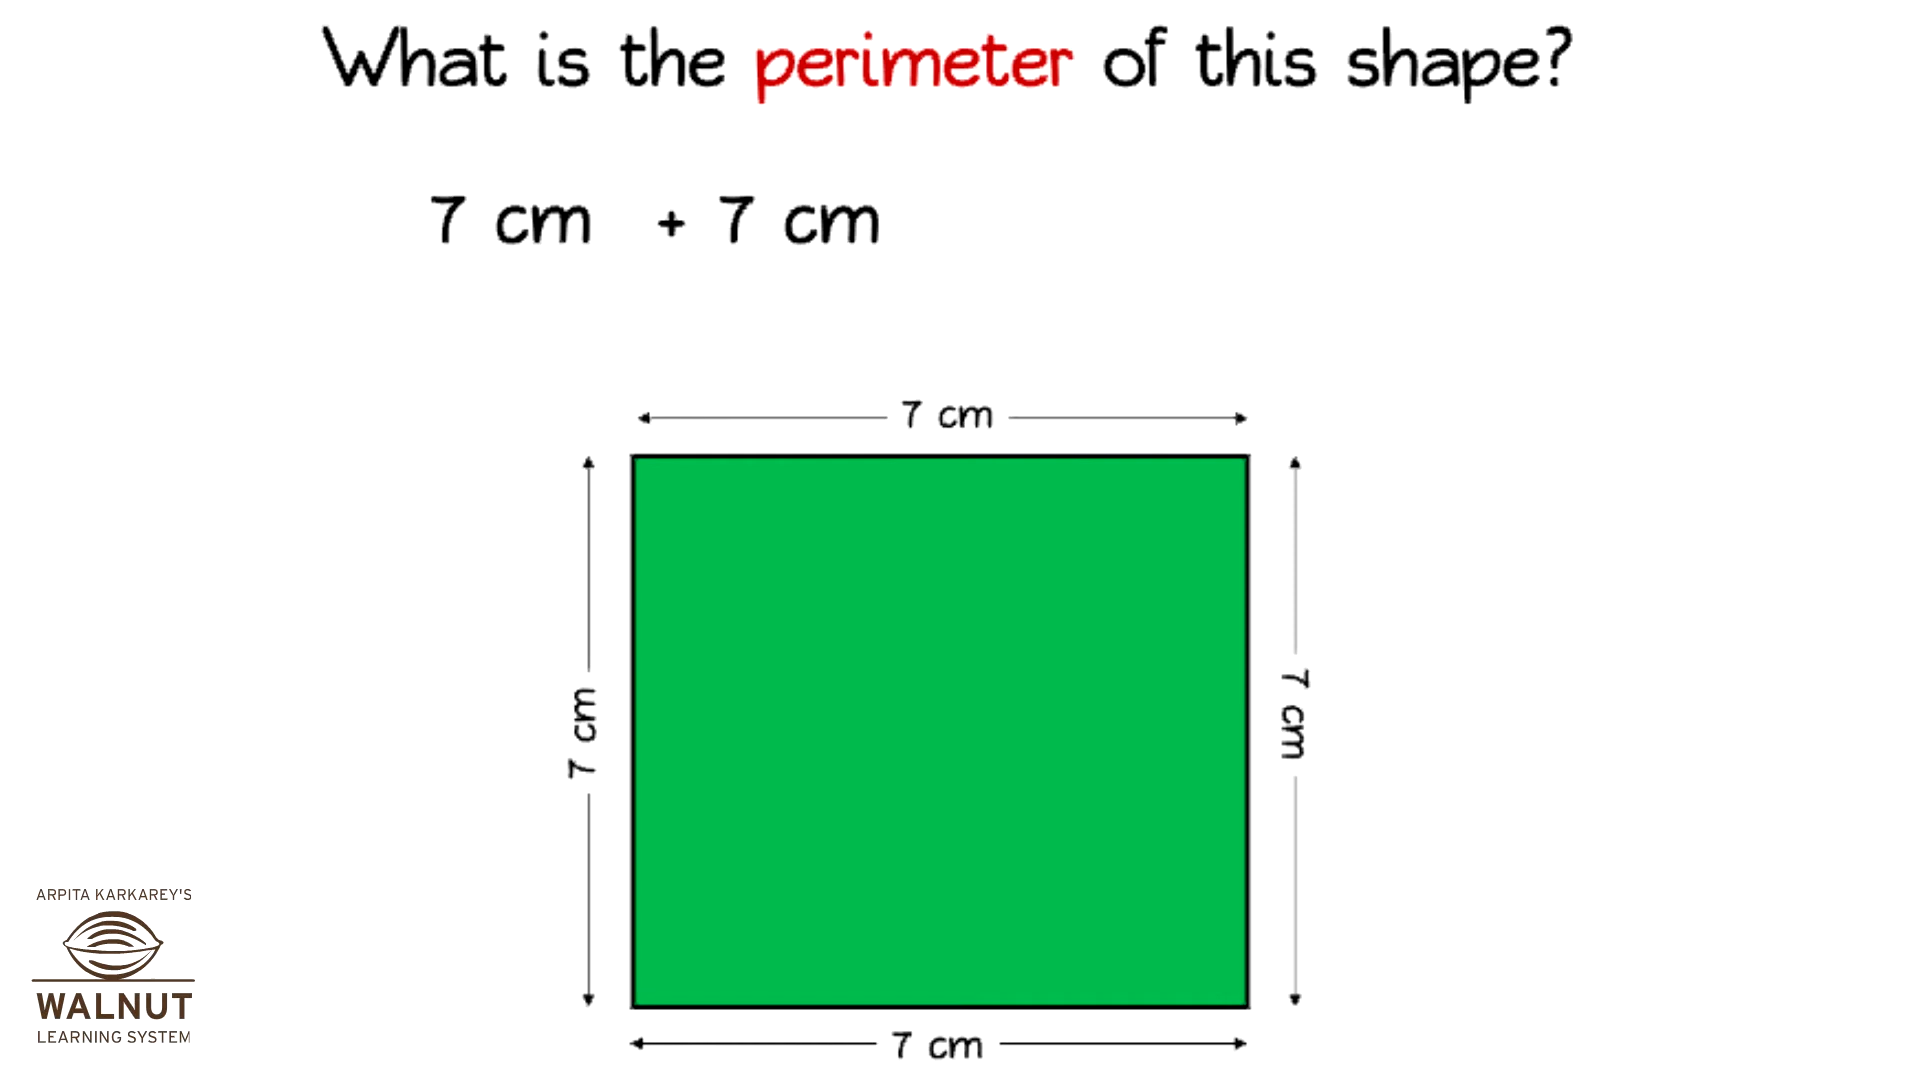 What is the perimeter of this shape?
7 cm + 7 cm
7 cm
7 cm
7 cm
7 cm
ARPITA KARKAREY'S
WALNUT
LEARNING SYSTEM